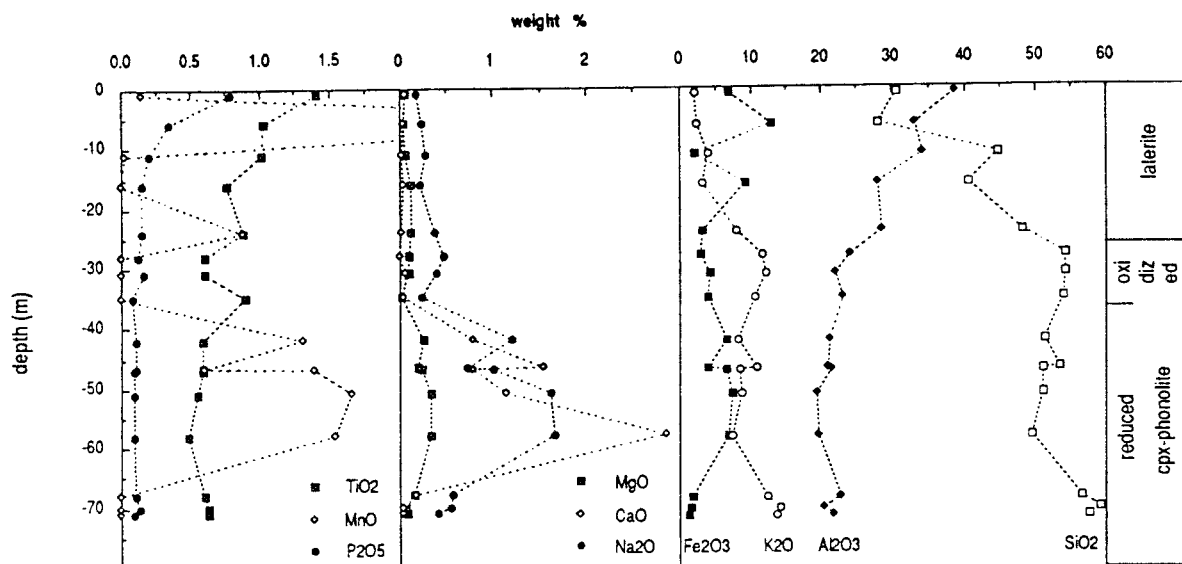 weight %
0.0 0.5 1.0 1.5 0 1 2 0 10 20 30 40 50 60
0
-10
-20
-30
-40
-50
-60
-70
depth (m)
laterite
oxi
diz
ed
reduced
cpx-phonolite
TiO2
MnO
P2O5
MgO
CaO
Na2O
Fe2O3 K2O Al2O3 SiO2